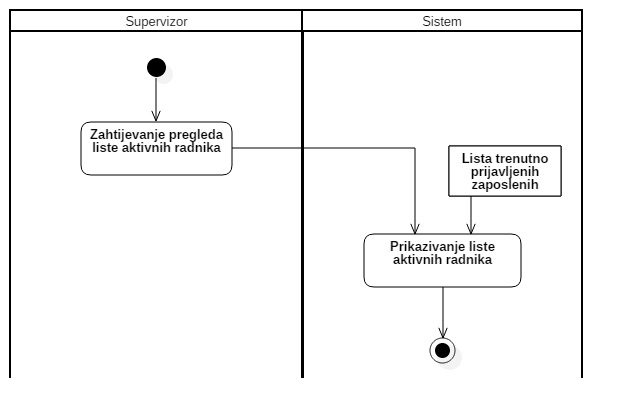 Supervizor
Sistem
Zahtijevanje pregleda
liste aktivnih radnika
Lista trenutno
prijavljenih
zaposlenih
Prikazivanje liste
aktivnih radnika